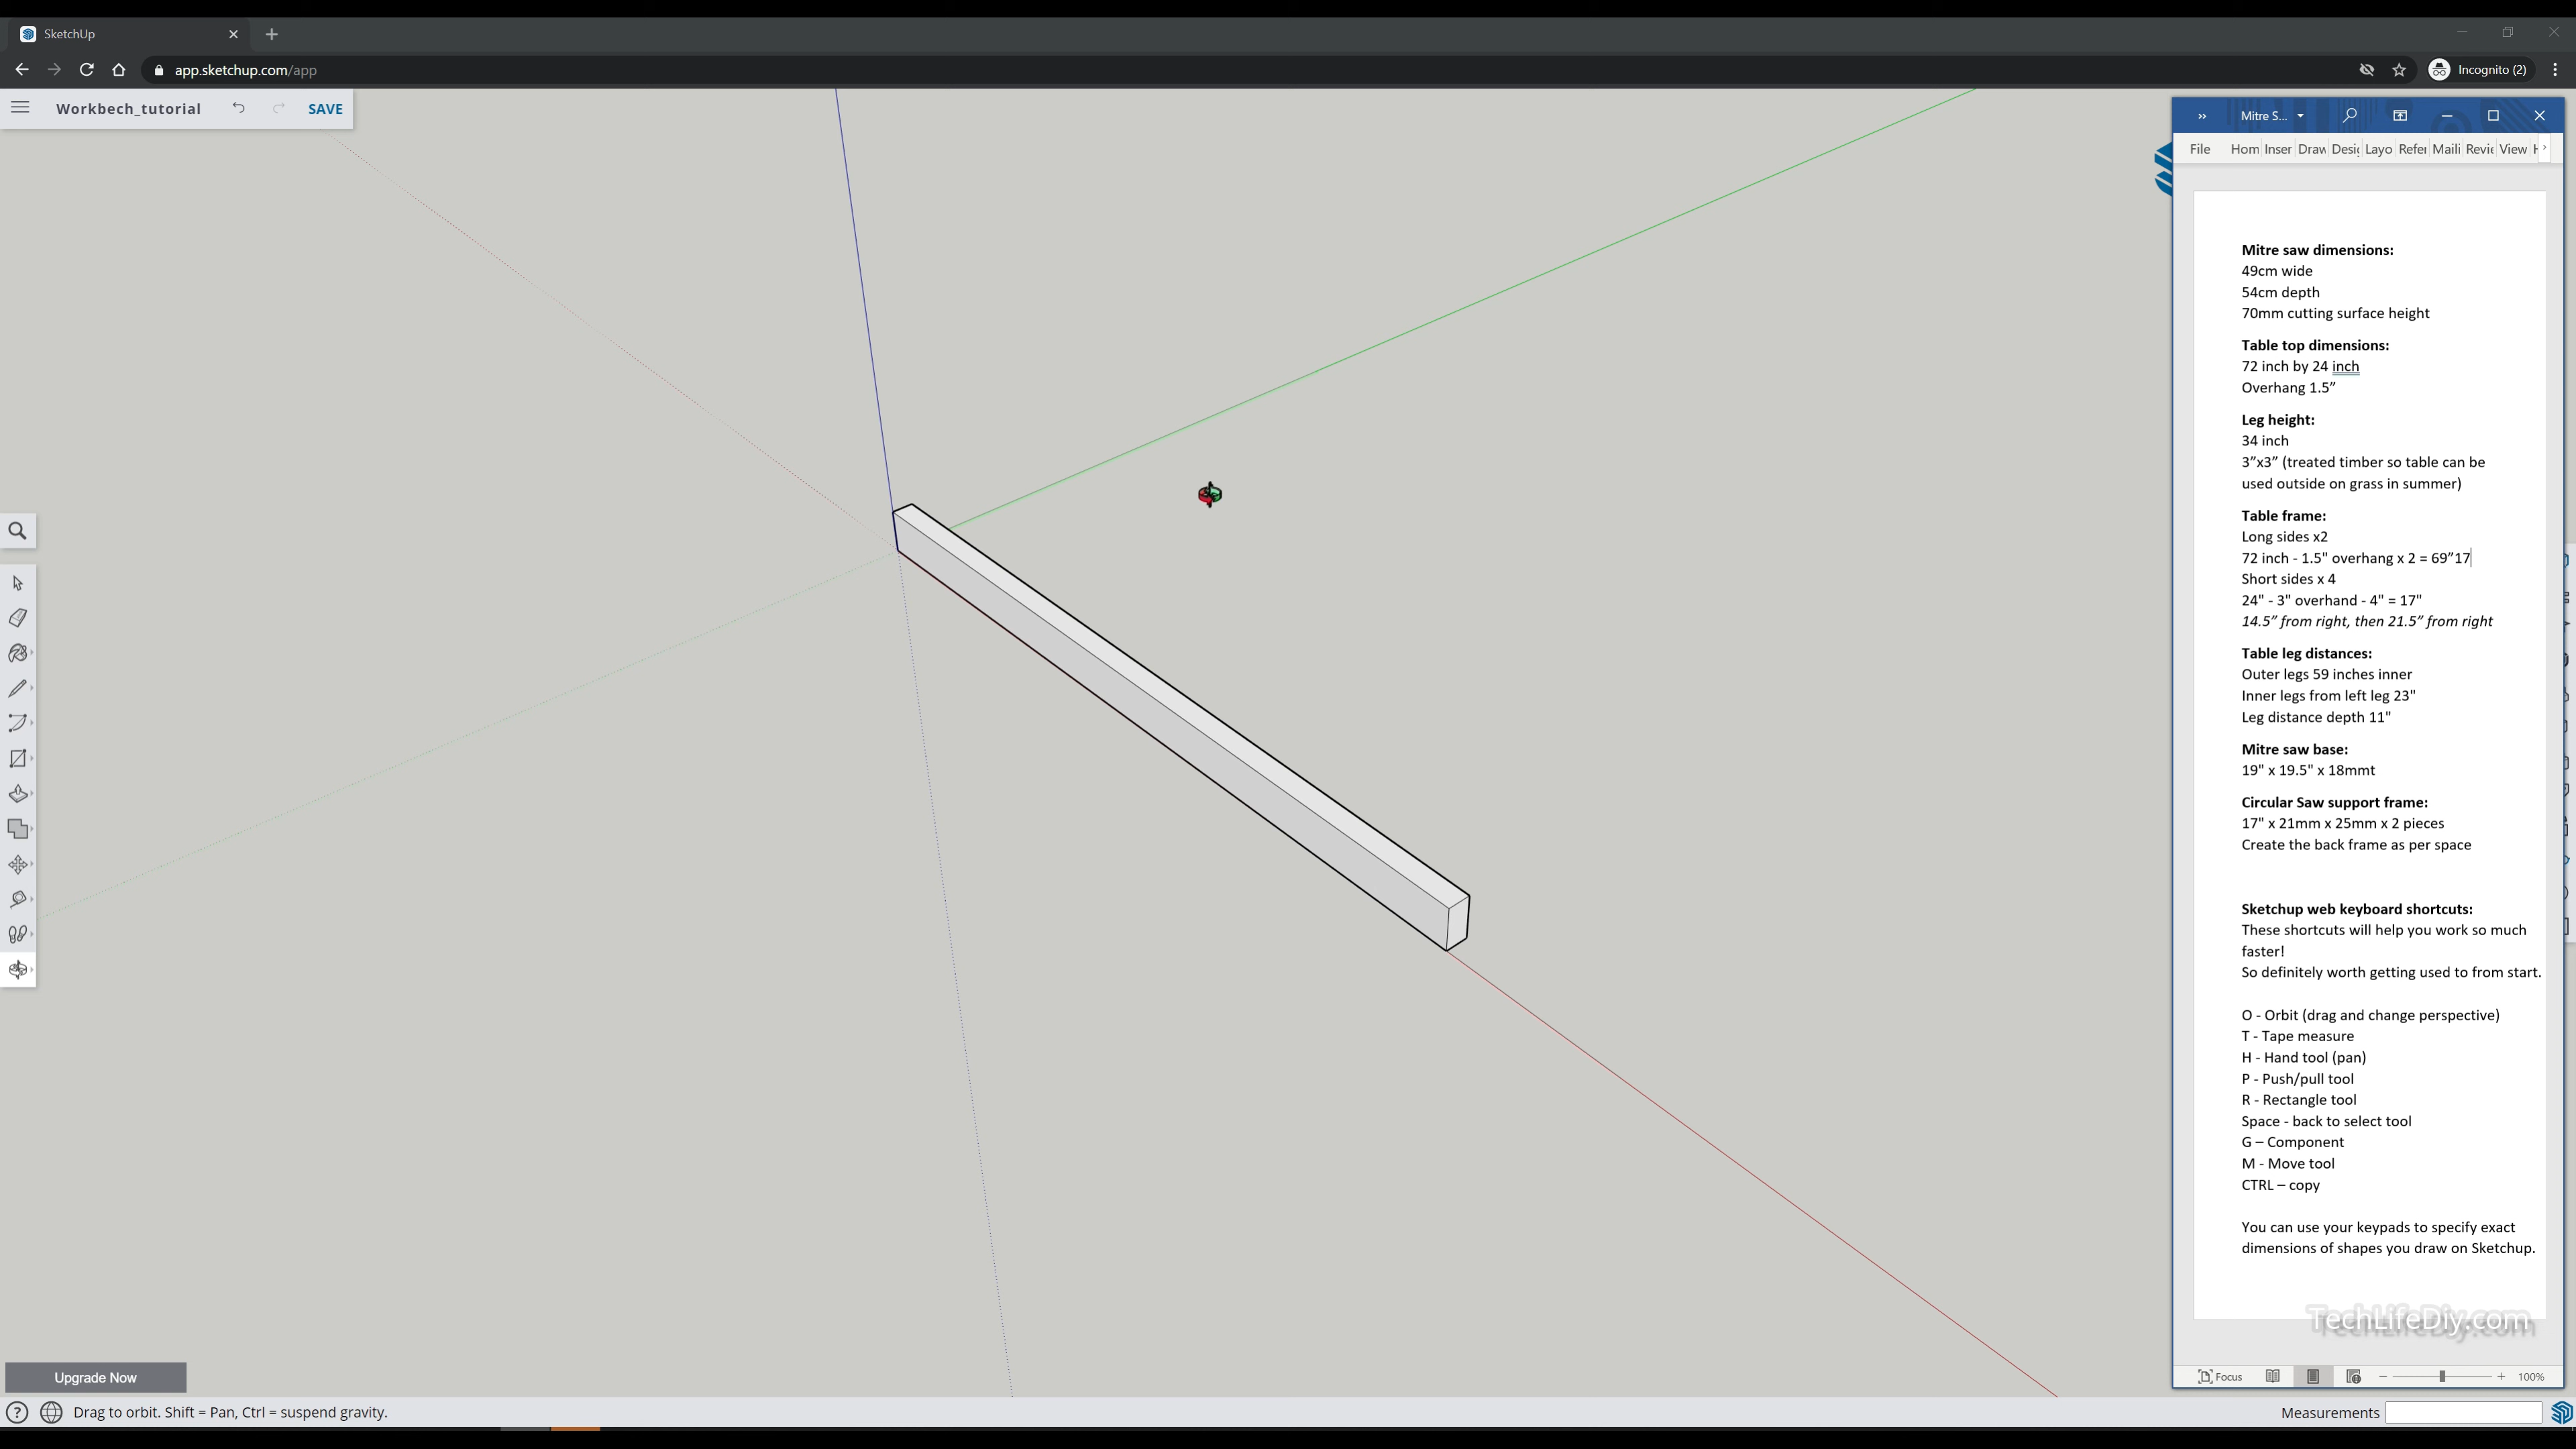 SketchUp
app.sketchup.com/app
Incognito (2)
Workbech_tutorial
SAVE
Mitre S...
File Hom Inser Draw Desig Layo Refer Maili Revie View
Mitre saw dimensions:
49cm wide
54cm depth
70mm cutting surface height
Table top dimensions:
72 inch by 24 inch
Overhang 1.5”
Leg height:
34 inch
3”x3” (treated timber so table can be
used outside on grass in summer)
Table frame:
Long sides x2
72 inch - 1.5" overhang x 2 = 69”17
Short sides x 4
24" - 3" overhand - 4" = 17"
14.5” from right, then 21.5” from right
Table leg distances:
Outer legs 59 inches inner
Inner legs from left leg 23"
Leg distance depth 11"
Mitre saw base:
19" x 19.5" x 18mmt
Circular Saw support frame:
17" x 21mm x 25mm x 2 pieces
Create the back frame as per space
Sketchup web keyboard shortcuts:
These shortcuts will help you work so much
faster!
So definitely worth getting used to from start.
O - Orbit (drag and change perspective)
T - Tape measure
H - Hand tool (pan)
P - Push/pull tool
R - Rectangle tool
Space - back to select tool
G – Component
M - Move tool
CTRL – copy
You can use your keypads to specify exact
dimensions of shapes you draw on Sketchup.
TechLifeDiy.com
Focus
100%
Upgrade Now
Drag to orbit. Shift = Pan, Ctrl = suspend gravity.
Measurements